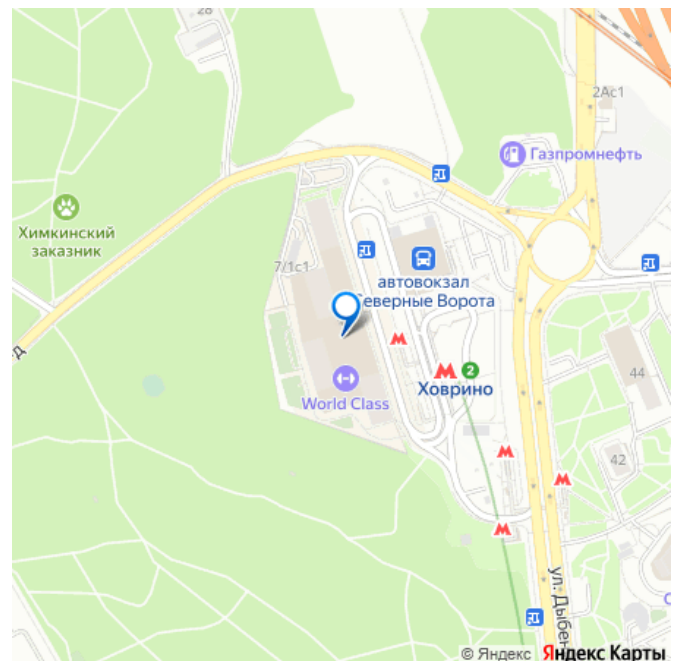 28
2Ас1
Газпромнефть
Химкинский
заказник
7/1с1
автовокзал
Северные Ворота
World Class
2
Ховрино
44
42
ул. Дыбен
© Яндекс Яндекс Карты